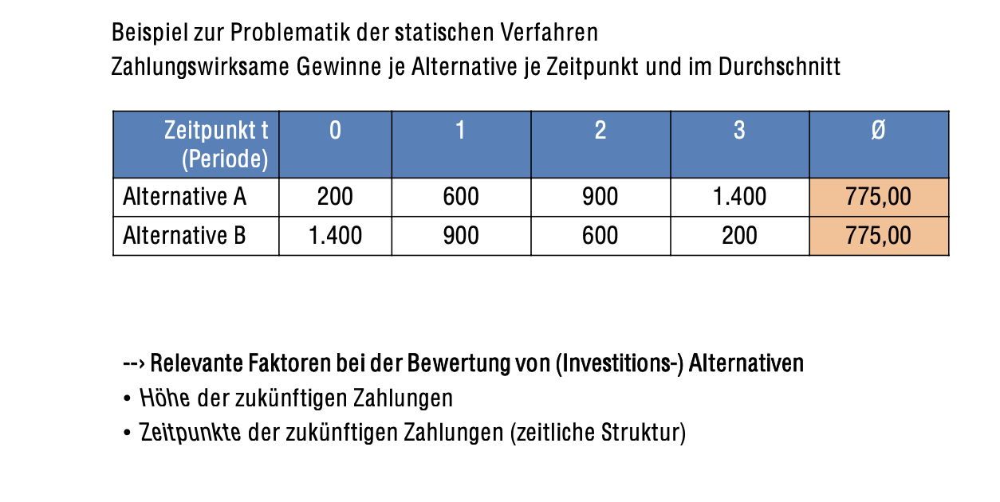 Beispiel zur Problematik der statischen Verfahren
Zahlungswirksame Gewinne je Alternative je Zeitpunkt und im Durchschnitt
Zeitpunkt t (Periode) 0 1 2 3 Ø
Alternative A 200 600 900 1.400 775,00
Alternative B 1.400 900 600 200 775,00
--> Relevante Faktoren bei der Bewertung von (Investitions-) Alternativen
• Höhe der zukünftigen Zahlungen
• Zeitpunkte der zukünftigen Zahlungen (zeitliche Struktur)